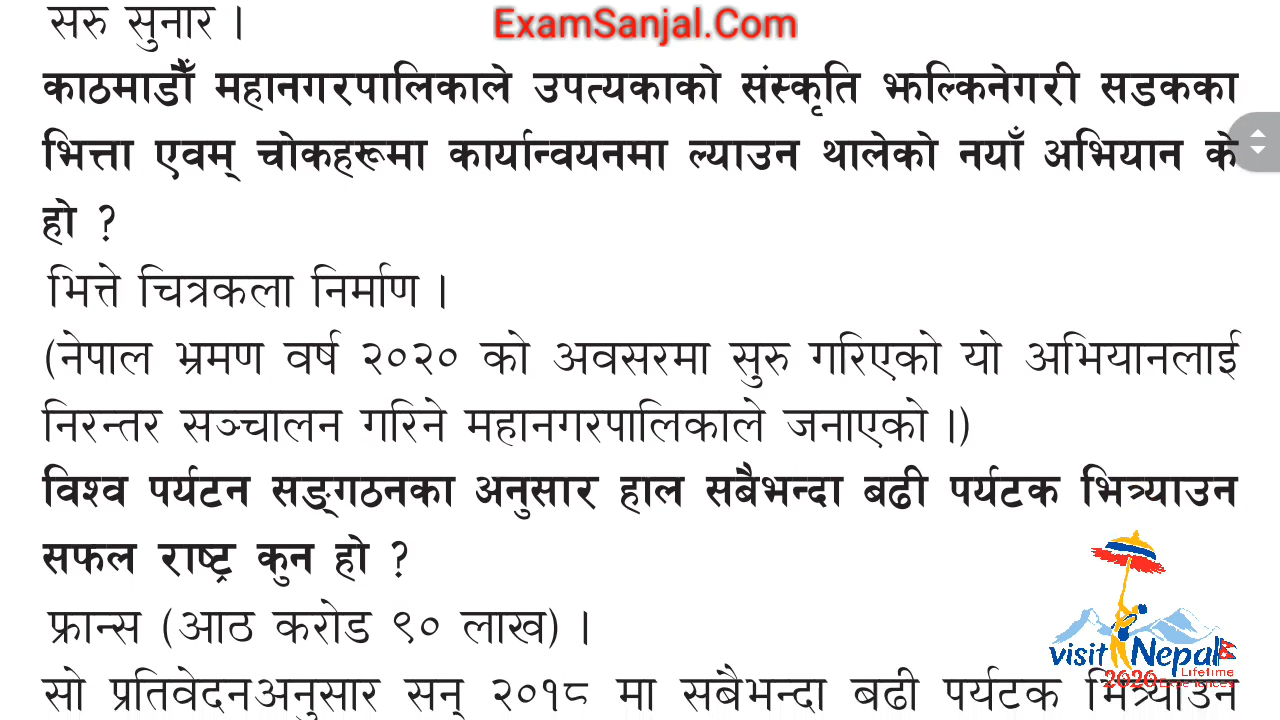 सरु सुनार ।
ExamSanjal.Com
काठमाडौँ महानगरपालिकाले उपत्यकाको संस्कृति झल्किनेगरी सडकका
भित्ता एवम् चोकहरूमा कार्यान्वयनमा ल्याउन थालेको नयाँ अभियान के
हो ?
भित्ते चित्रकला निर्माण ।
(नेपाल भ्रमण वर्ष २०२० को अवसरमा सुरु गरिएको यो अभियानलाई
निरन्तर सञ्चालन गरिने महानगरपालिकाले जनाएको ।)
विश्व पर्यटन सङ्गठनका अनुसार हाल सबैभन्दा बढी पर्यटक भित्र्याउन
सफल राष्ट्र कुन हो ?
फ्रान्स (आठ करोड ९० लाख) ।
सो प्रतिवेदनअनुसार सन् २०१८ मा सबैभन्दा बढी पर्यटक भित्र्याउन
visit Nepal
Lifetime
2020 Experiences